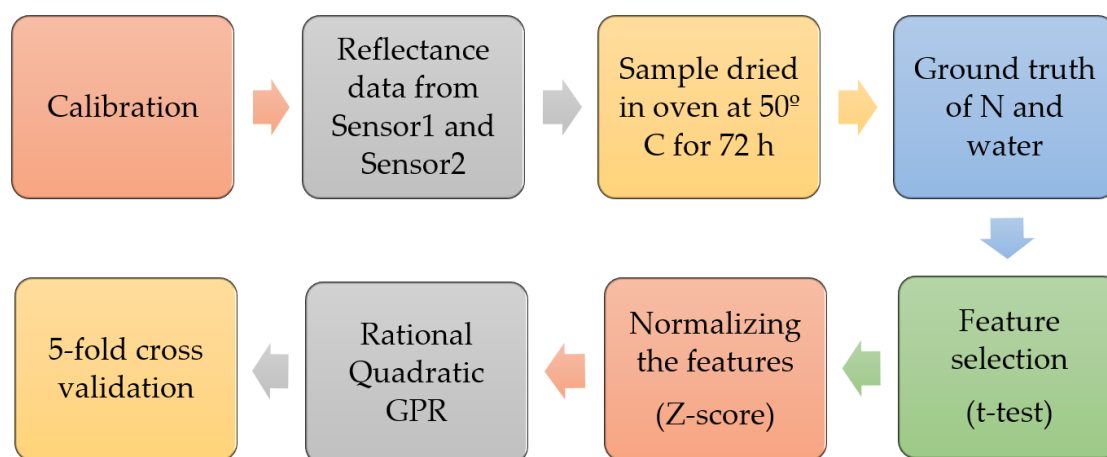 Calibration
Reflectance
data from
Sensor1 and
Sensor2
Sample dried
in oven at 50º
C for 72 h
Ground truth
of N and
water
Feature
selection
(t-test)
Normalizing
the features
(Z-score)
Rational
Quadratic
GPR
5-fold cross
validation